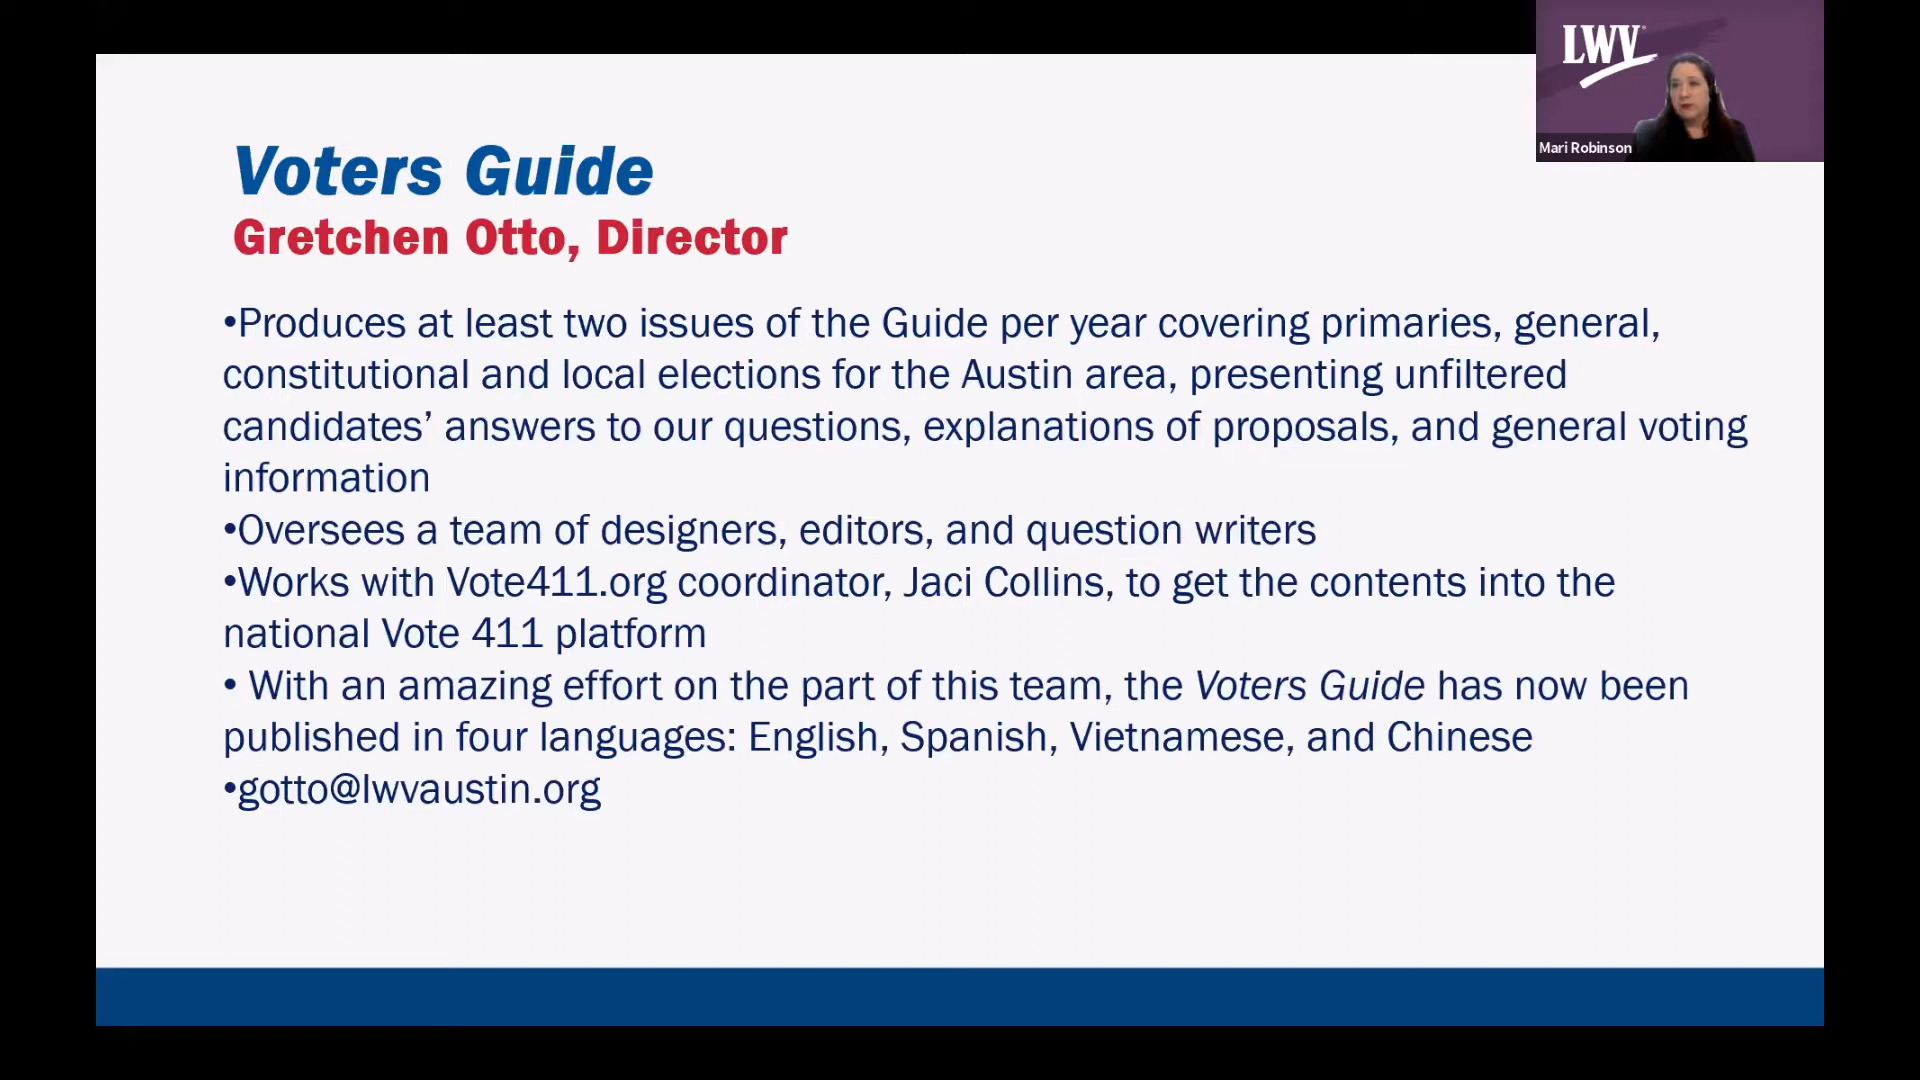 LWV
Mari Robinson
Voters Guide
Gretchen Otto, Director
•Produces at least two issues of the Guide per year covering primaries, general,
constitutional and local elections for the Austin area, presenting unfiltered
candidates’ answers to our questions, explanations of proposals, and general voting
information
•Oversees a team of designers, editors, and question writers
•Works with Vote411.org coordinator, Jaci Collins, to get the contents into the
national Vote 411 platform
• With an amazing effort on the part of this team, the Voters Guide has now been
published in four languages: English, Spanish, Vietnamese, and Chinese
•gotto@lwvaustin.org